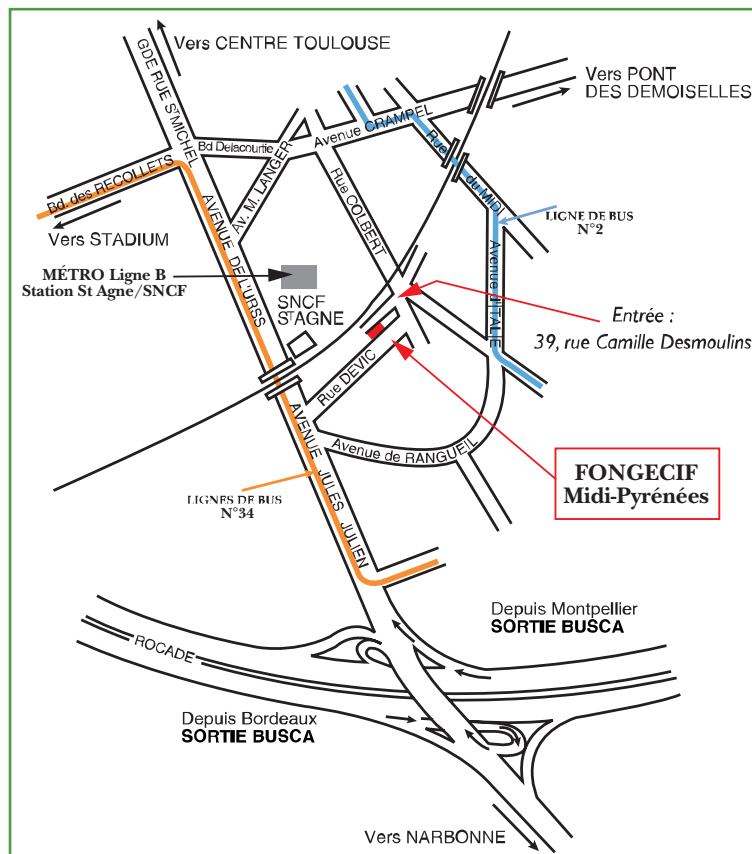 Vers CENTRE TOULOUSE
GDE RUE ST MICHEL
Vers PONT
DES DEMOISELLES
Avenue CRAMPEL
Bd Delacourtie
Rue du MIDI
Bd. des RECOLLETS
Av. M. LANGER
Rue COLBERT
LIGNE DE BUS
N°2
Vers STADIUM
AVENUE DE L'URSS
MÉTRO Ligne B
Station St Agne/SNCF
SNCF
ST AGNE
Avenue d'ITALIE
Entrée :
39, rue Camille Desmoulins
Rue DEVIC
Avenue de RANGUEIL
FONGECIF
Midi-Pyrénées
LIGNES DE BUS
N°34
AVENUE JULES JULIEN
Depuis Montpellier
SORTIE BUSCA
ROCADE
Depuis Bordeaux
SORTIE BUSCA
Vers NARBONNE